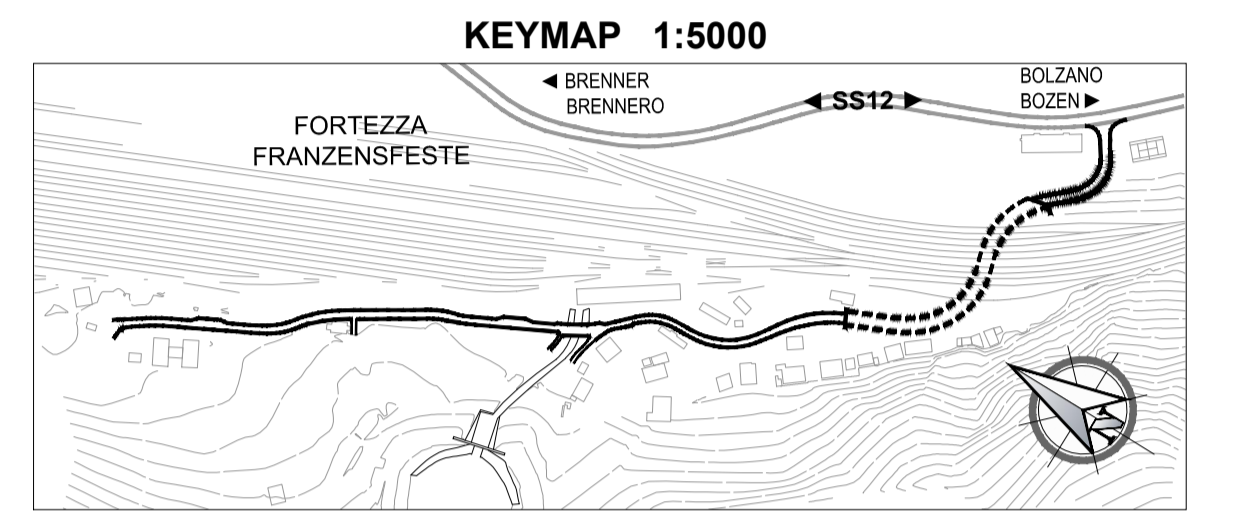 KEYMAP 1:5000
◄ BRENNER
BRENNERO
◄ SS12 ►
BOLZANO
BOZEN ►
FORTEZZA
FRANZENSFESTE